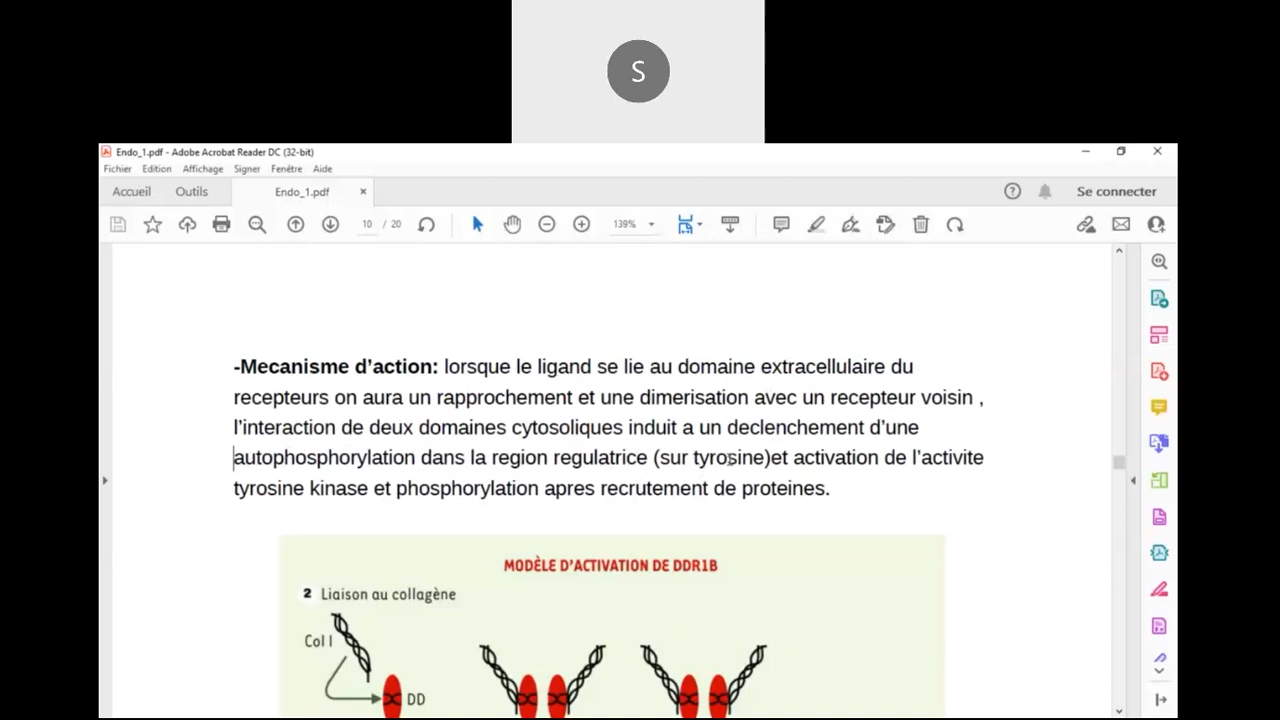 S
Endo_1.pdf - Adobe Acrobat Reader DC (32-bit)
Fichier Edition Affichage Signer Fenêtre Aide
Accueil Outils Endo_1.pdf Se connecter
10 / 20 139%
-Mecanisme d’action: lorsque le ligand se lie au domaine extracellulaire du
recepteurs on aura un rapprochement et une dimerisation avec un recepteur voisin ,
l’interaction de deux domaines cytosoliques induit a un declenchement d’une
autophosphorylation dans la region regulatrice (sur tyrosine)et activation de l’activite
tyrosine kinase et phosphorylation apres recrutement de proteines.
MODÈLE D’ACTIVATION DE DDR1B
2 Liaison au collagène
Col I
DD